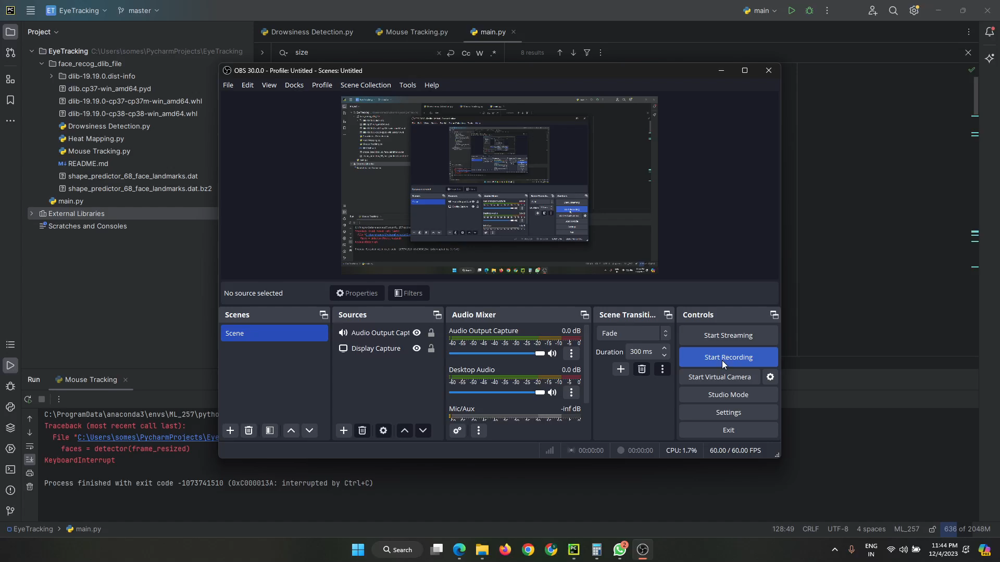 PC
ET EyeTracking
master
main
Project
Drowsiness Detection.py
Mouse Tracking.py
main.py
size
Cc W .*
8 results
EyeTracking C:\Users\somes\PycharmProjects\EyeTracking
face_recog_dlib_file
dlib-19.19.0.dist-info
dlib.cp37-win_amd64.pyd
dlib-19.19.0-cp37-cp37m-win_amd64.whl
dlib-19.19.0-cp38-cp38-win_amd64.whl
Drowsiness Detection.py
Heat Mapping.py
Mouse Tracking.py
README.md
shape_predictor_68_face_landmarks.dat
shape_predictor_68_face_landmarks.dat.bz2
main.py
External Libraries
Scratches and Consoles
OBS 30.0.0 - Profile: Untitled - Scenes: Untitled
File Edit View Docks Profile Scene Collection Tools Help
No source selected
Properties
Filters
Scenes
Scene
Sources
Audio Output Capt
Display Capture
Audio Mixer
Audio Output Capture 0.0 dB
-60 -55 -50 -45 -40 -35 -30 -25 -20 -15 -10 -5 0
Desktop Audio 0.0 dB
-60 -55 -50 -45 -40 -35 -30 -25 -20 -15 -10 -5 0
Mic/Aux -inf dB
Scene Transiti...
Fade
Duration 300 ms
Controls
Start Streaming
Start Recording
Start Virtual Camera
Studio Mode
Settings
Exit
00:00:00
00:00:00
CPU: 1.7%
60.00 / 60.00 FPS
Run
Mouse Tracking
C:\ProgramData\anaconda3\envs\ML_257\pytho
Traceback (most recent call last):
File "C:\Users\somes\PycharmProjects\Eye
faces = detector(frame_resized)
KeyboardInterrupt
Process finished with exit code -1073741510 (0xC000013A: interrupted by Ctrl+C)
EyeTracking > main.py
128:49 CRLF UTF-8 4 spaces ML_257 636 of 2048M
Search
PC
2
ENG
IN
11:44 PM
12/4/2023
PRE